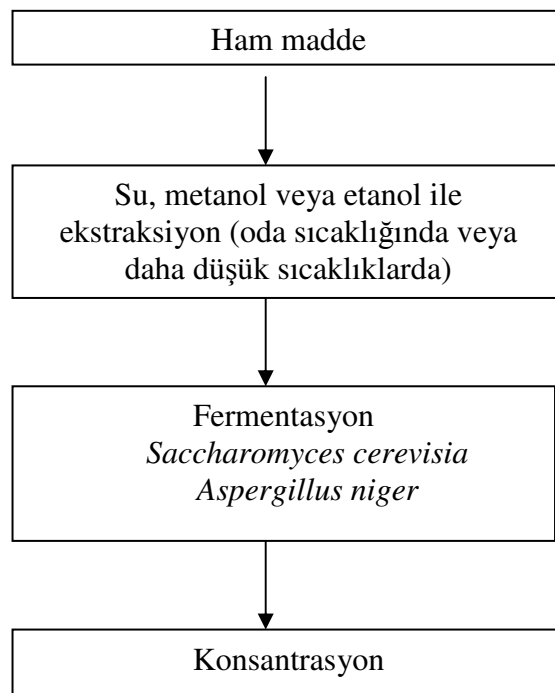 Ham madde
Su, metanol veya etanol ile
ekstraksiyon (oda sıcaklığında veya
daha düşük sıcaklıklarda)
Fermentasyon
Saccharomyces cerevisia
Aspergillus niger
Konsantrasyon